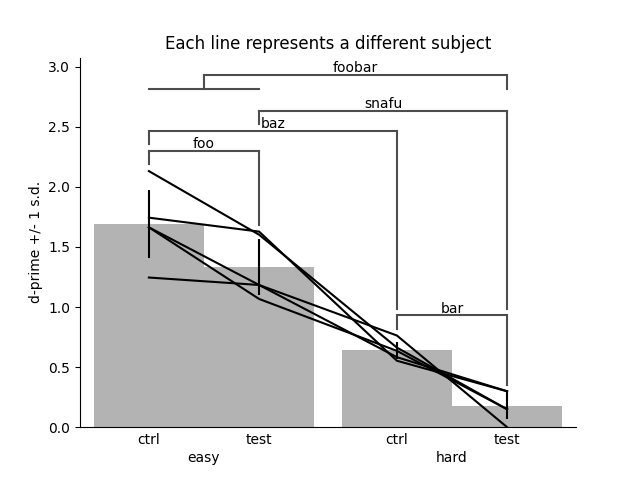 Each line represents a different subject
foobar
snafu
baz
foo
bar
d-prime +/- 1 s.d.
3.0
2.5
2.0
1.5
1.0
0.5
0.0
ctrl test ctrl test
easy hard